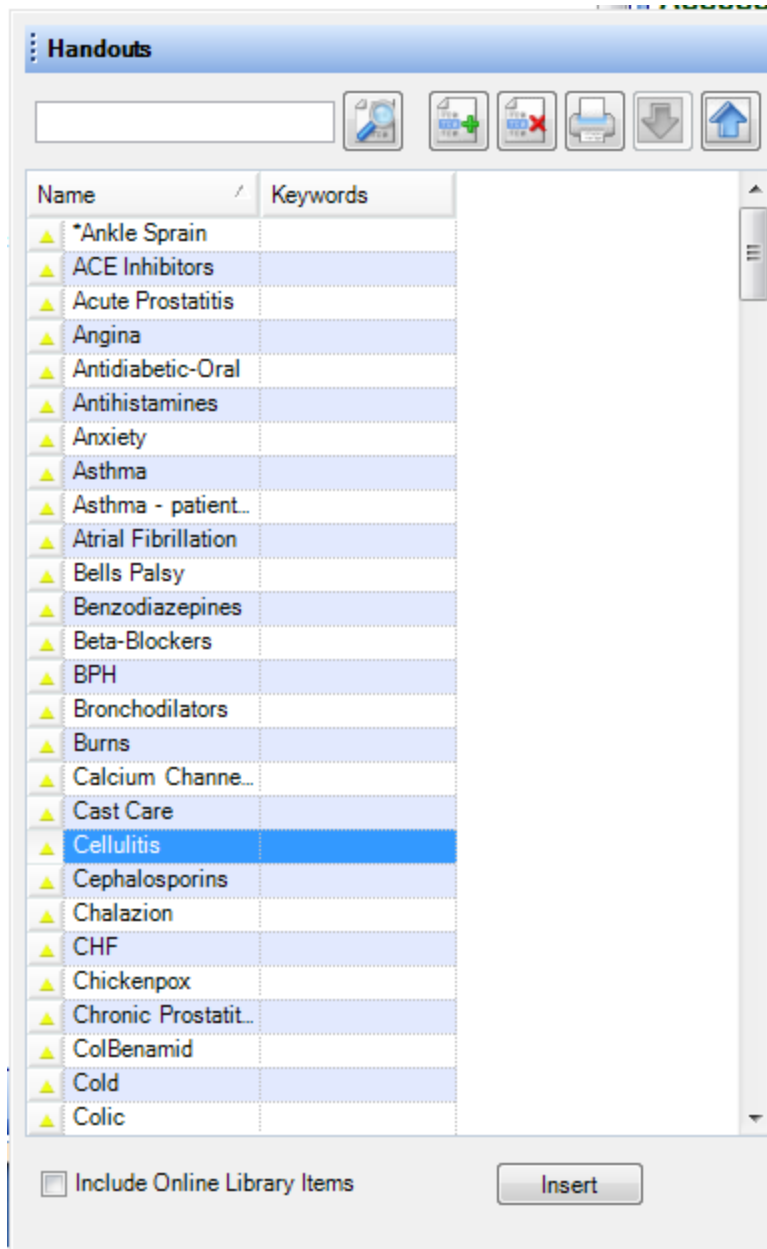 Handouts
Name Keywords
*Ankle Sprain
ACE Inhibitors
Acute Prostatitis
Angina
Antidiabetic-Oral
Antihistamines
Anxiety
Asthma
Asthma - patient...
Atrial Fibrillation
Bells Palsy
Benzodiazepines
Beta-Blockers
BPH
Bronchodilators
Burns
Calcium Channe...
Cast Care
Cellulitis
Cephalosporins
Chalazion
CHF
Chickenpox
Chronic Prostatit...
ColBenamid
Cold
Colic
Include Online Library Items
Insert